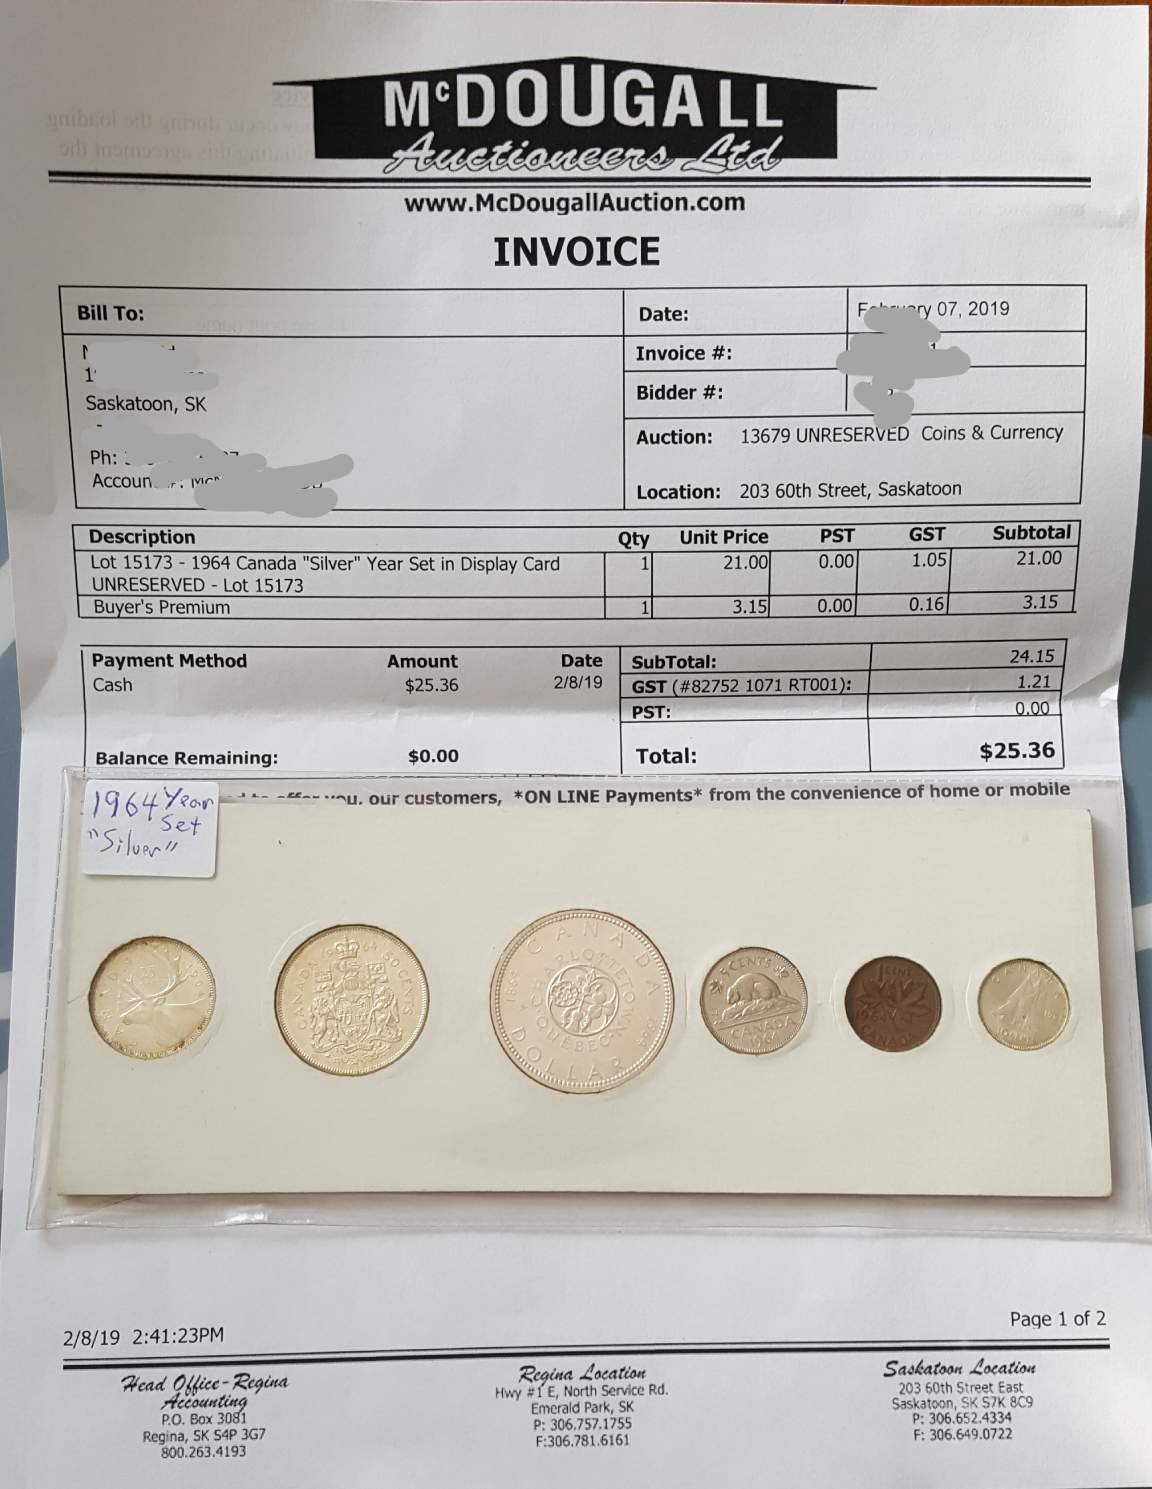 McDOUGALL
Auctioneers Ltd
www.McDougallAuction.com
INVOICE
Bill To:
Saskatoon, SK
Ph:
Date: ry 07, 2019
Invoice #:
Bidder #:
Auction: 13679 UNRESERVED Coins & Currency
Location: 203 60th Street, Saskatoon
Description Qty Unit Price PST GST Subtotal
Lot 15173 - 1964 Canada "Silver" Year Set in Display Card 1 21.00 0.00 1.05 21.00
UNRESERVED - Lot 15173
Buyer's Premium 1 3.15 0.00 0.16 3.15
Payment Method Amount Date
Cash $25.36 2/8/19
Balance Remaining: $0.00
SubTotal: 24.15
GST (#82752 1071 RT001): 1.21
PST: 0.00
Total: $25.36
our customers, *ON LINE Payments* from the convenience of home or mobile
1964 Year
Set
"Silver"
CANADA 1964 50 CENTS
CANADA
CHARLOTTETOWN
QUÉBEC
DOLLAR
1864
5 CENTS
CANADA
1964
1 CENT
1964
CANADA
2/8/19 2:41:23PM
Page 1 of 2
Head Office - Regina
Accounting
P.O. Box 3081
Regina, SK S4P 3G7
800.263.4193
Regina Location
Hwy #1 E, North Service Rd.
Emerald Park, SK
P: 306.757.1755
F:306.781.6161
Saskatoon Location
203 60th Street East
Saskatoon, SK S7K 8C9
P: 306.652.4334
F: 306.649.0722